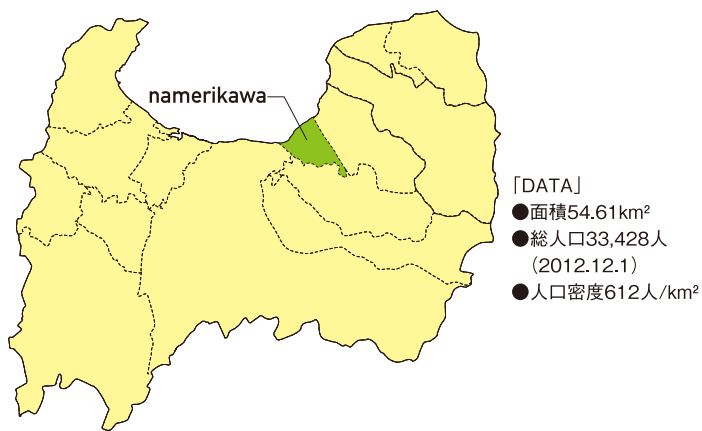 namerikawa
「DATA」
●面積54.61km²
●総人口33,428人
（2012.12.1）
●人口密度612人/km²